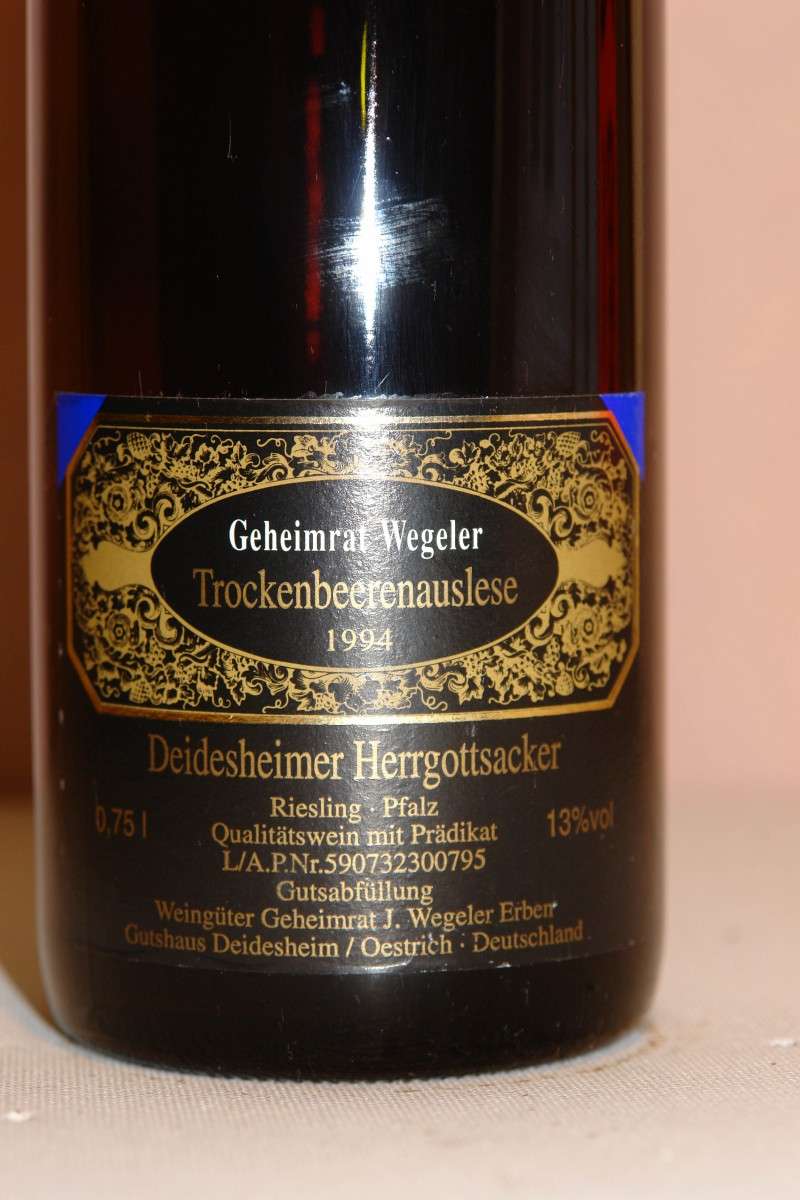 Geheimrat Wegeler
Trockenbeerenauslese
1994
Deidesheimer Herrgottsacker
Riesling · Pfalz
0,75 l
Qualitätswein mit Prädikat
13%vol
L/A.P.Nr.590732300795
Gutsabfüllung
Weingüter Geheimrat J. Wegeler Erben
Gutshaus Deidesheim / Oestrich · Deutschland